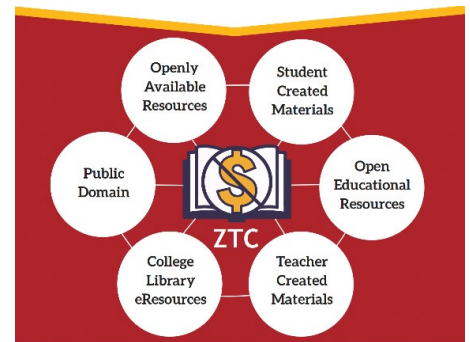 Openly
Available
Resources
Student
Created
Materials
Public
Domain
$
ZTC
Open
Educational
Resources
College
Library
eResources
Teacher
Created
Materials